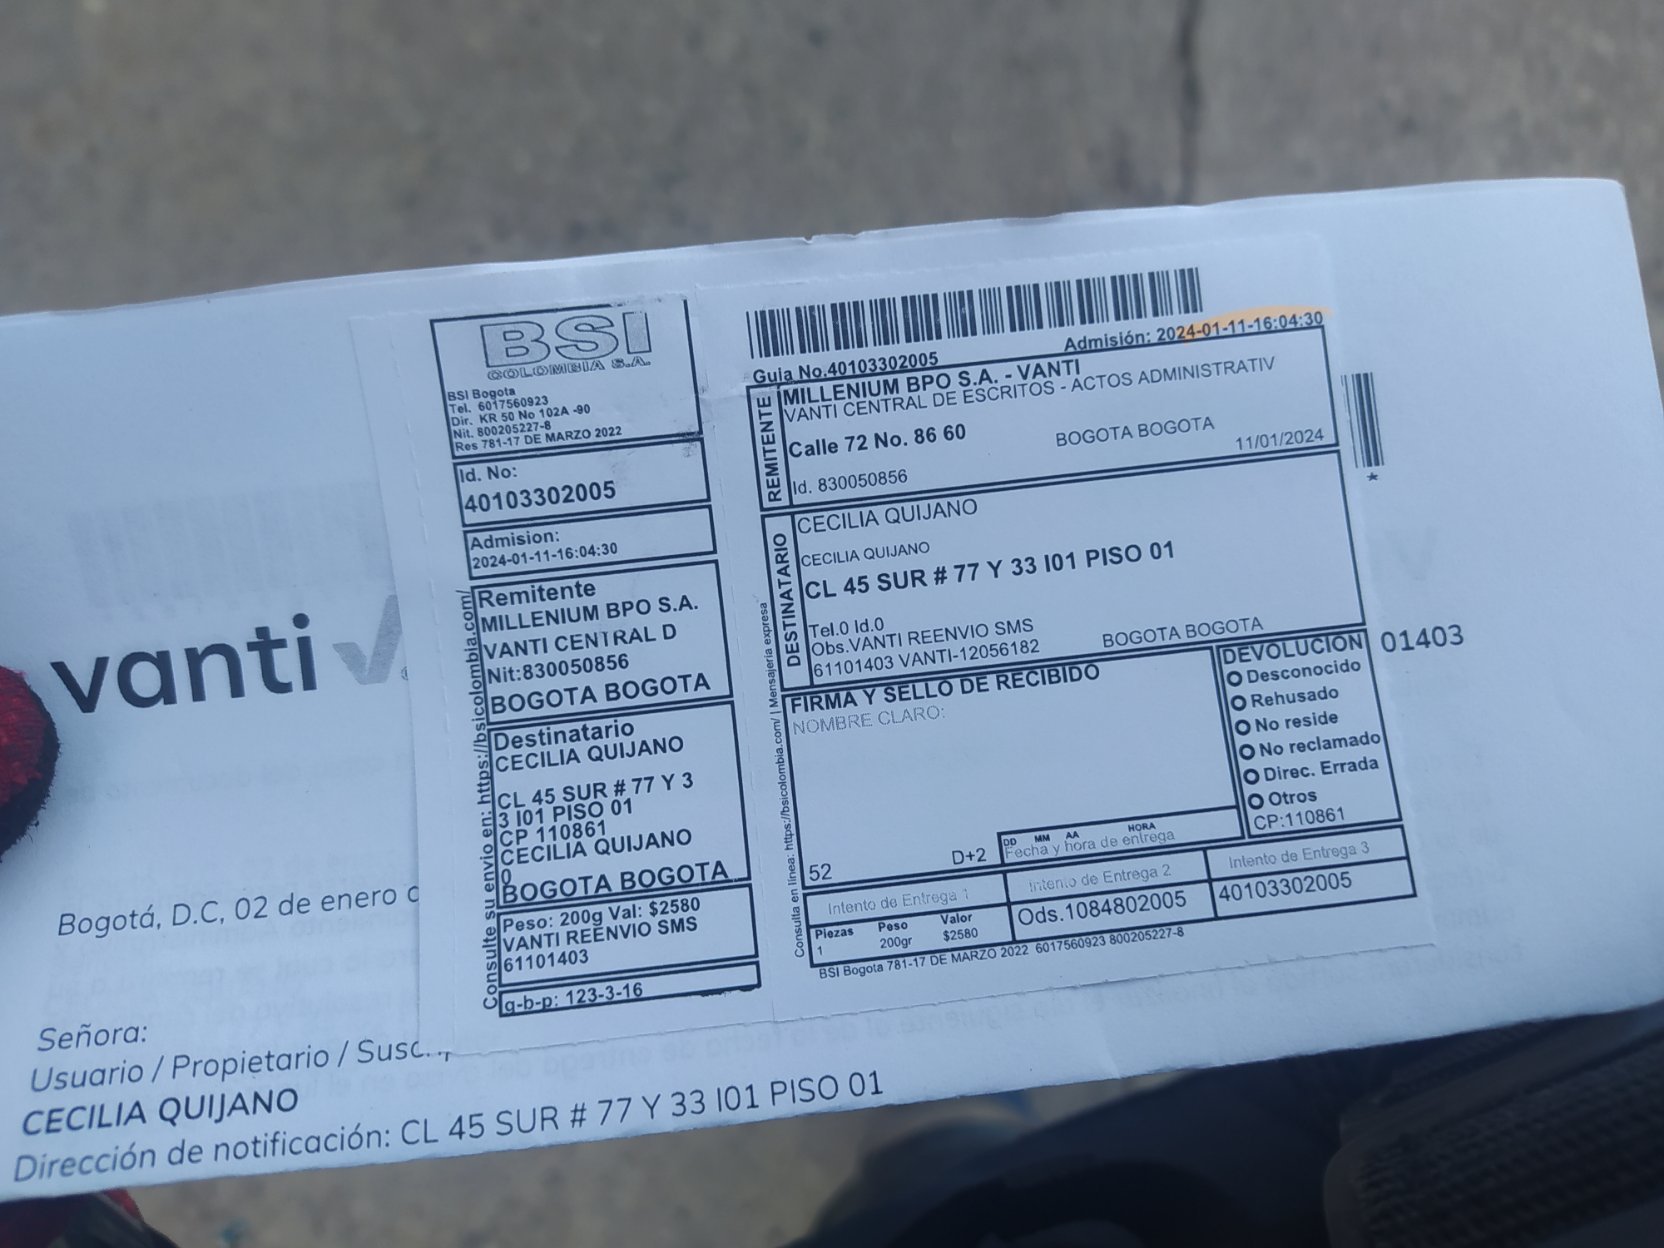 BSI
COLOMBIA S.A.
BSI Bogota
Tel. 6017560923
Dir. KR 50 No 102A -90
Nit. 800205227-8
Res 781-17 DE MARZO 2022
Id. No:
40103302005
Admision:
2024-01-11-16:04:30
Remitente
MILLENIUM BPO S.A.
VANTI CENTRAL D
Nit:830050856
BOGOTA BOGOTA
Destinatario
CECILIA QUIJANO
CL 45 SUR # 77 Y 3
3 I01 PISO 01
CP 110861
CECILIA QUIJANO
0
BOGOTA BOGOTA
Peso: 200g Val: $2580
VANTI REENVIO SMS
61101403
g-b-p: 123-3-16
Consulte su envio en: https://bsicolombia.com/
Guia No.40103302005
Admisión: 2024-01-11-16:04:30
REMITENTE
MILLENIUM BPO S.A. - VANTI
VANTI CENTRAL DE ESCRITOS - ACTOS ADMINISTRATIV
Calle 72 No. 86 60
BOGOTA BOGOTA
11/01/2024
Id. 830050856
DESTINATARIO
CECILIA QUIJANO
CECILIA QUIJANO
CL 45 SUR # 77 Y 33 I01 PISO 01
Tel.0 Id.0
Obs.VANTI REENVIO SMS
61101403 VANTI-12056182
BOGOTA BOGOTA
FIRMA Y SELLO DE RECIBIDO
NOMBRE CLARO:
52
D+2
DD MM AA HORA
Fecha y hora de entrega
DEVOLUCION
Desconocido
Rehusado
No reside
No reclamado
Direc. Errada
Otros
CP:110861
01403
*
Intento de Entrega 1
Intento de Entrega 2
Intento de Entrega 3
Piezas Peso Valor
1 200gr $2580
Ods.1084802005
40103302005
BSI Bogota 781-17 DE MARZO 2022 6017560923 800205227-8
Consulta en línea: https://bsicolombia.com/ | Mensajeria expresa
vanti
Bogotá, D.C, 02 de enero
Señora:
Usuario / Propietario /
CECILIA QUIJANO
Dirección de notificación: CL 45 SUR # 77 Y 33 I01 PISO 01